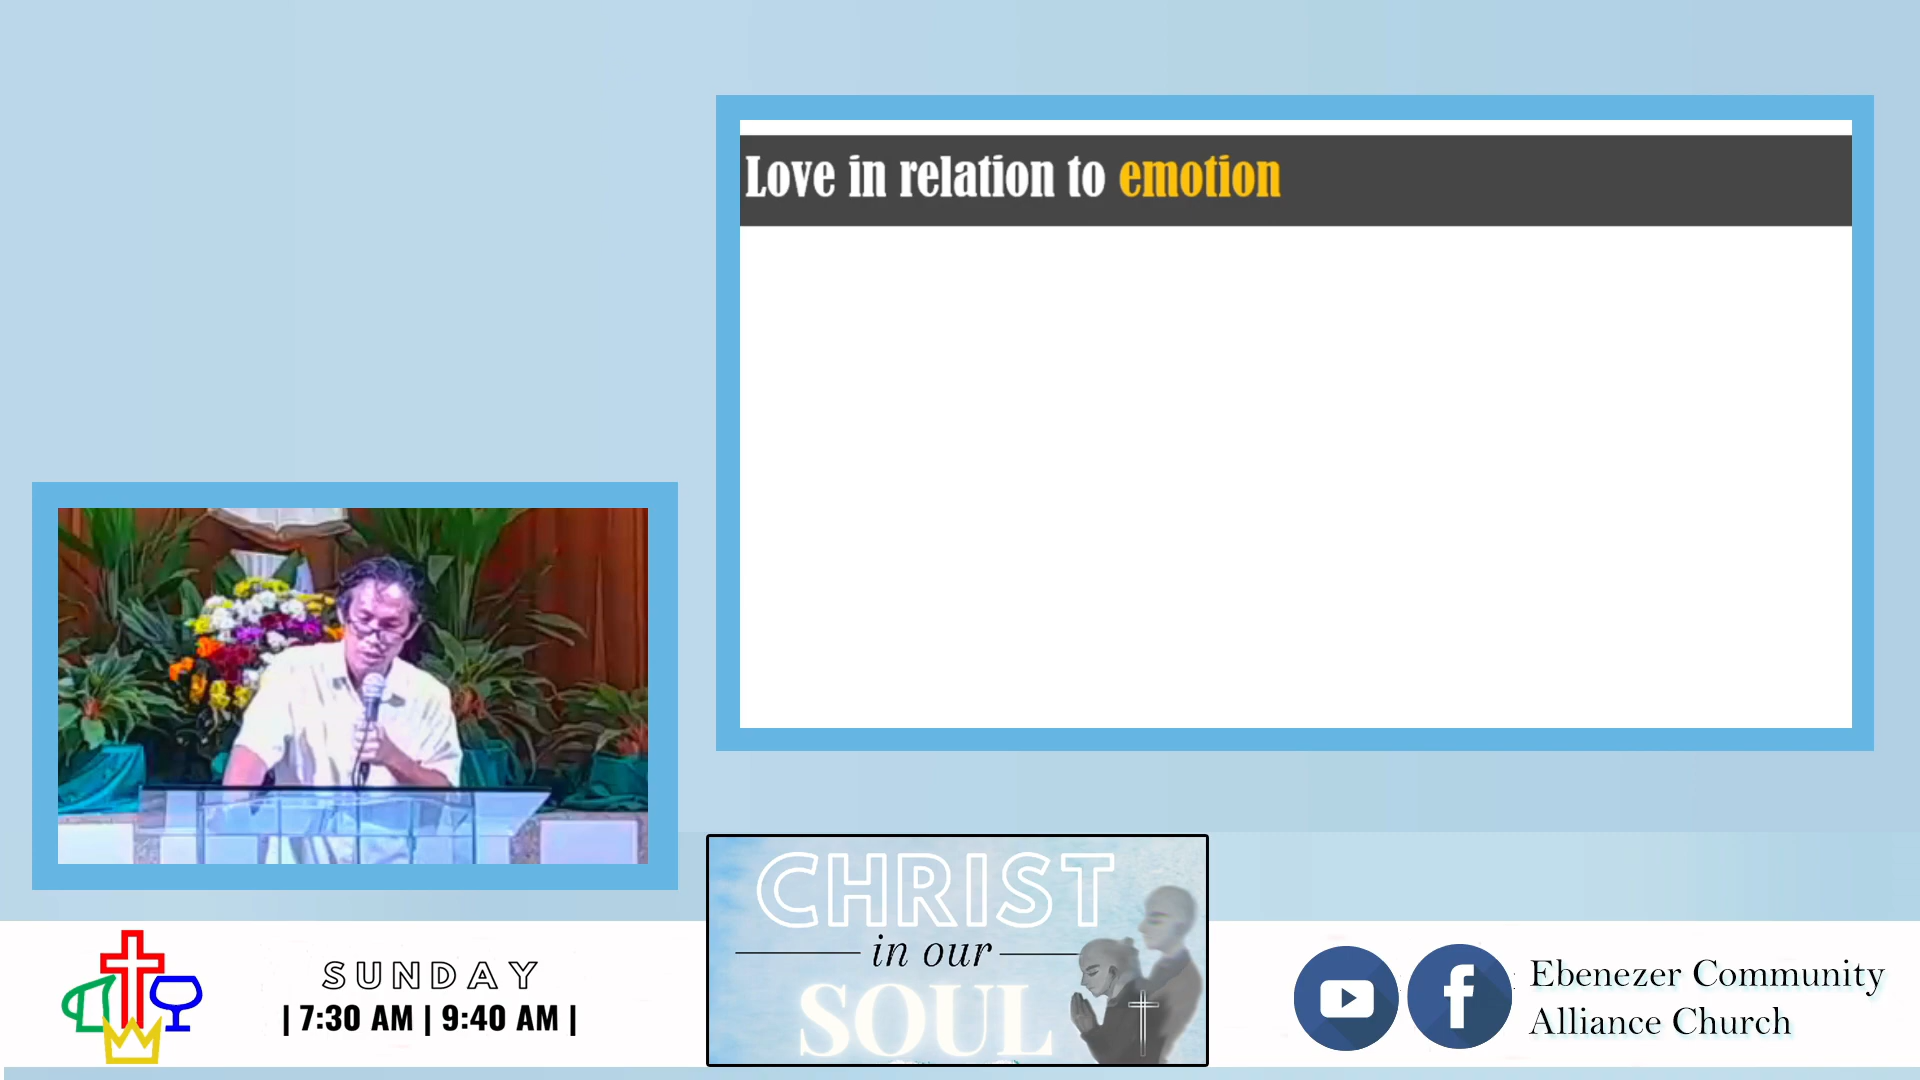 Love in relation to emotion
CHRIST
in our
SOUL
SUNDAY
| 7:30 AM | 9:40 AM |
Ebenezer Community
Alliance Church